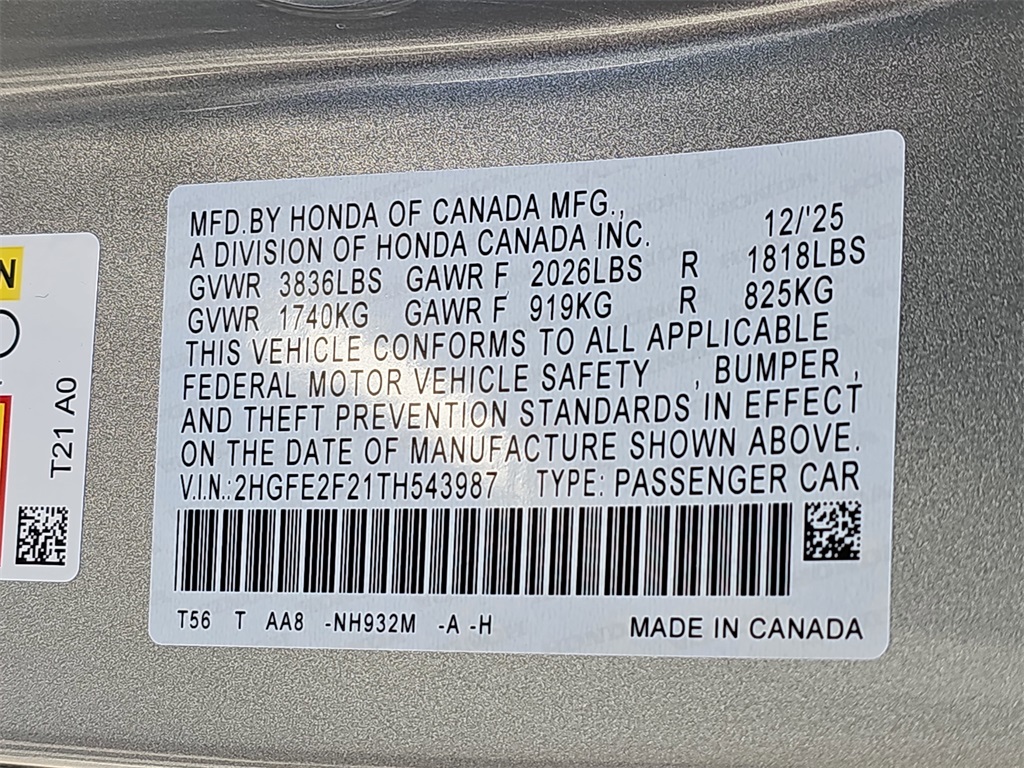 MFD.BY HONDA OF CANADA MFG.,
A DIVISION OF HONDA CANADA INC. 12/'25
GVWR 3836LBS GAWR F 2026LBS R 1818LBS
GVWR 1740KG GAWR F 919KG R 825KG
THIS VEHICLE CONFORMS TO ALL APPLICABLE
FEDERAL MOTOR VEHICLE SAFETY , BUMPER ,
AND THEFT PREVENTION STANDARDS IN EFFECT
ON THE DATE OF MANUFACTURE SHOWN ABOVE.
V.I.N.:2HGFE2F21TH543987 TYPE: PASSENGER CAR
T56 T AA8 -NH932M -A -H MADE IN CANADA
N
T21 A0